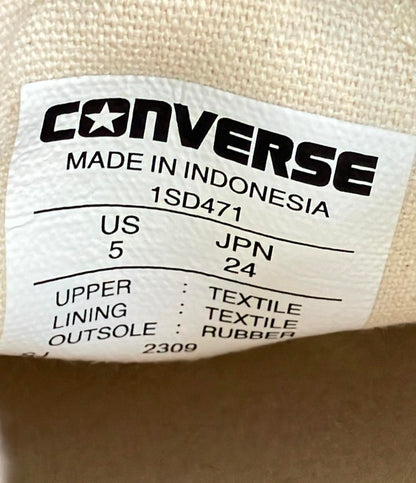 CONVERSE
MADE IN INDONESIA
1SD471
US JPN
5 24
UPPER : TEXTILE
LINING : TEXTILE
OUTSOLE : RUBBER
2309